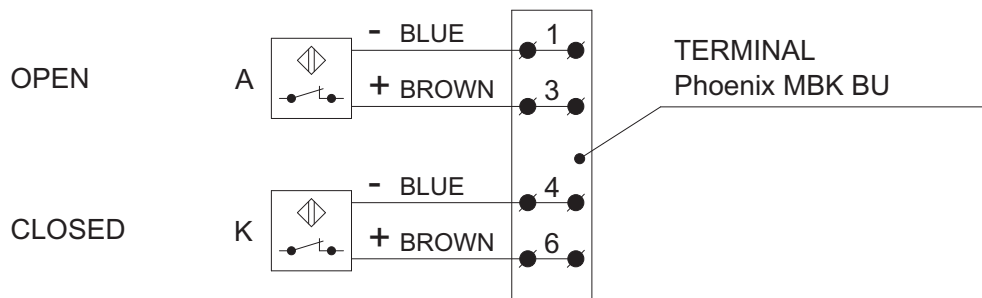 - BLUE 1
OPEN A + BROWN 3
TERMINAL
Phoenix MBK BU
- BLUE 4
CLOSED K + BROWN 6